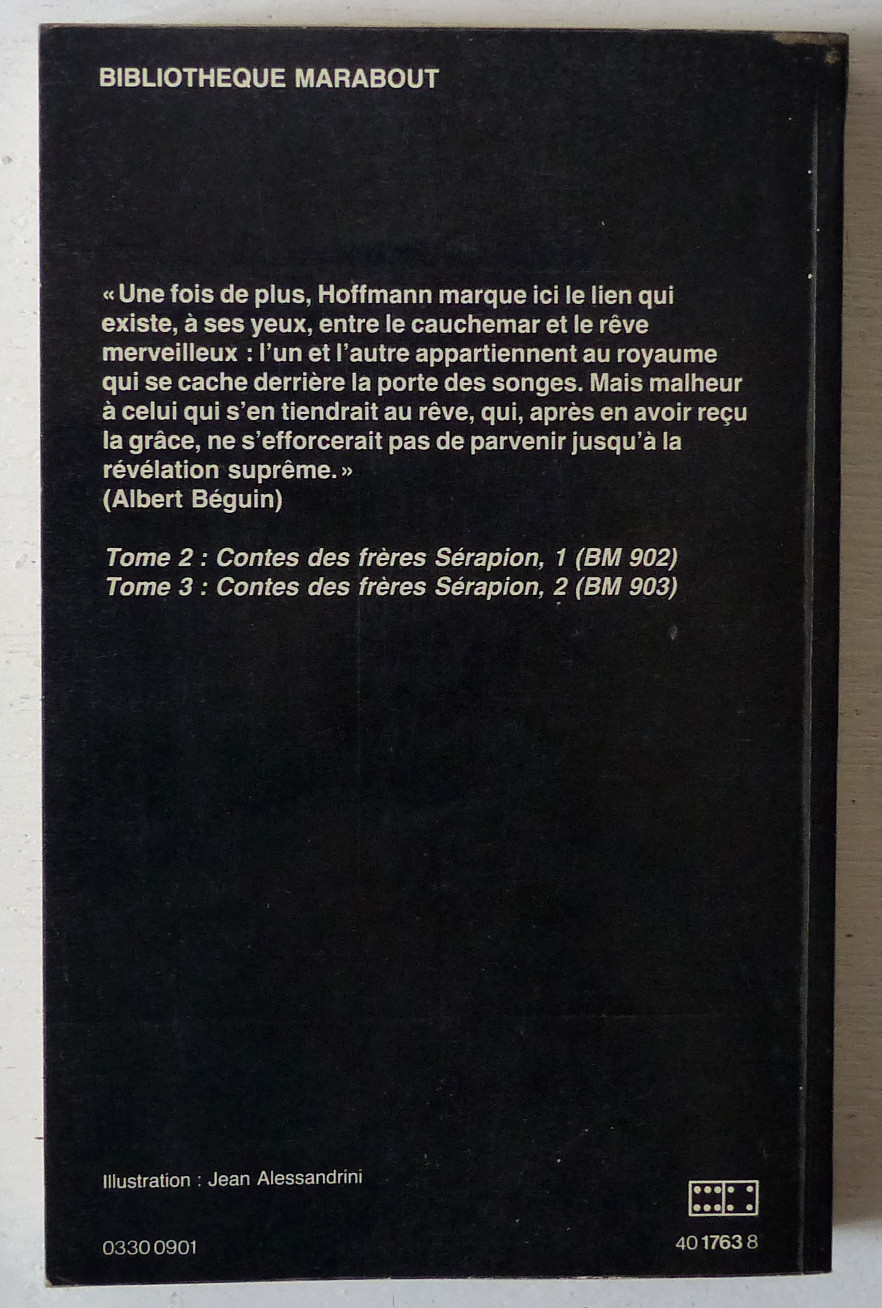 BIBLIOTHEQUE MARABOUT
« Une fois de plus, Hoffmann marque ici le lien qui
existe, à ses yeux, entre le cauchemar et le rêve
merveilleux : l'un et l'autre appartiennent au royaume
qui se cache derrière la porte des songes. Mais malheur
à celui qui s'en tiendrait au rêve, qui, après en avoir reçu
la grâce, ne s'efforcerait pas de parvenir jusqu'à la
révélation suprême. »
(Albert Béguin)
Tome 2 : Contes des frères Sérapion, 1 (BM 902)
Tome 3 : Contes des frères Sérapion, 2 (BM 903)
Illustration : Jean Alessandrini
0330 0901
40 1763 8